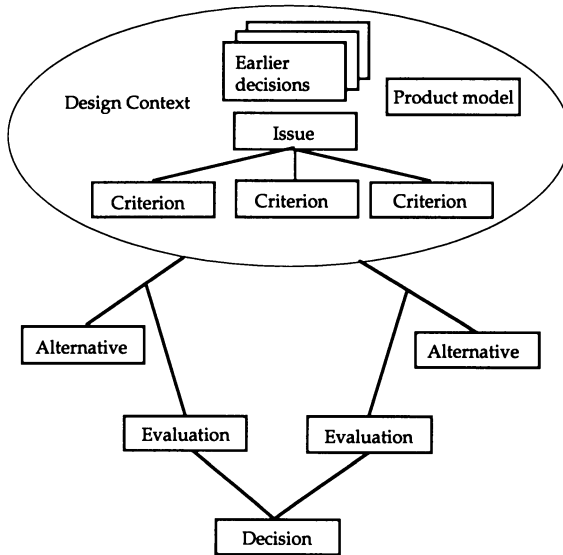 Earlier
decisions
Design Context
Product model
Issue
Criterion
Criterion
Criterion
Alternative
Alternative
Evaluation
Evaluation
Decision